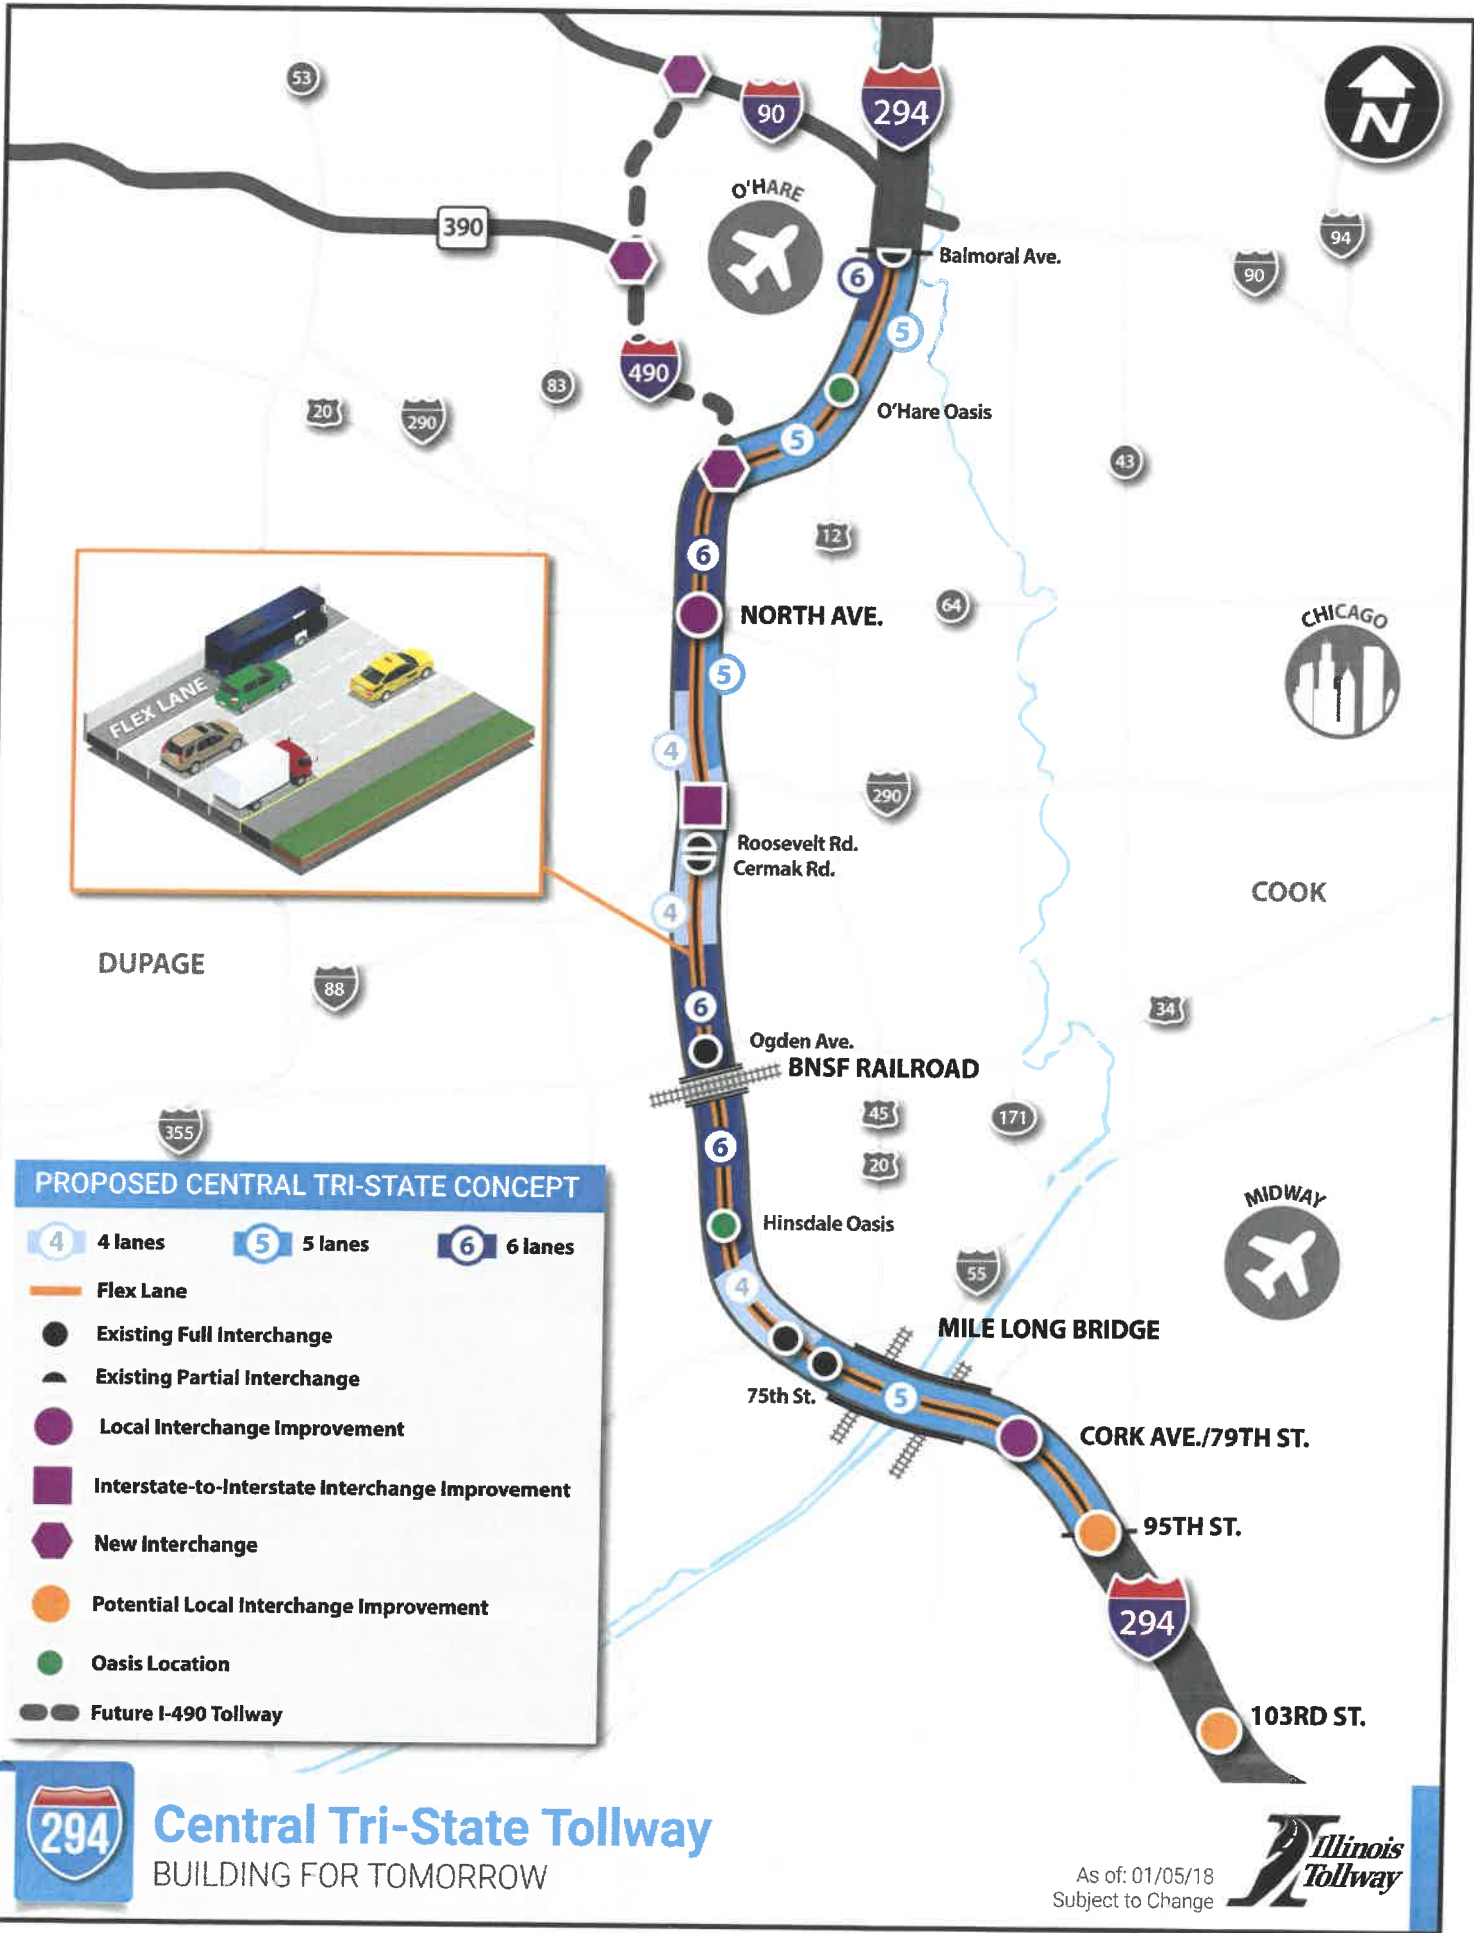 53
90
294
N
O'HARE
390
94
90
Balmoral Ave.
6
5
490
83
20
290
O'Hare Oasis
5
43
12
6
64
NORTH AVE.
CHICAGO
5
FLEX LANE
4
290
Roosevelt Rd.
Cermak Rd.
COOK
4
DUPAGE
88
6
34
Ogden Ave.
BNSF RAILROAD
45
171
355
6
20
PROPOSED CENTRAL TRI-STATE CONCEPT
4 4 lanes 5 5 lanes 6 6 lanes
Flex Lane
Existing Full Interchange
Existing Partial Interchange
Local Interchange Improvement
Interstate-to-Interstate Interchange Improvement
New Interchange
Potential Local Interchange Improvement
Oasis Location
Future I-490 Tollway
MIDWAY
Hinsdale Oasis
55
4
MILE LONG BRIDGE
75th St.
5
CORK AVE./79TH ST.
95TH ST.
294
103RD ST.
294
Central Tri-State Tollway
BUILDING FOR TOMORROW
As of: 01/05/18
Subject to Change
Illinois
Tollway